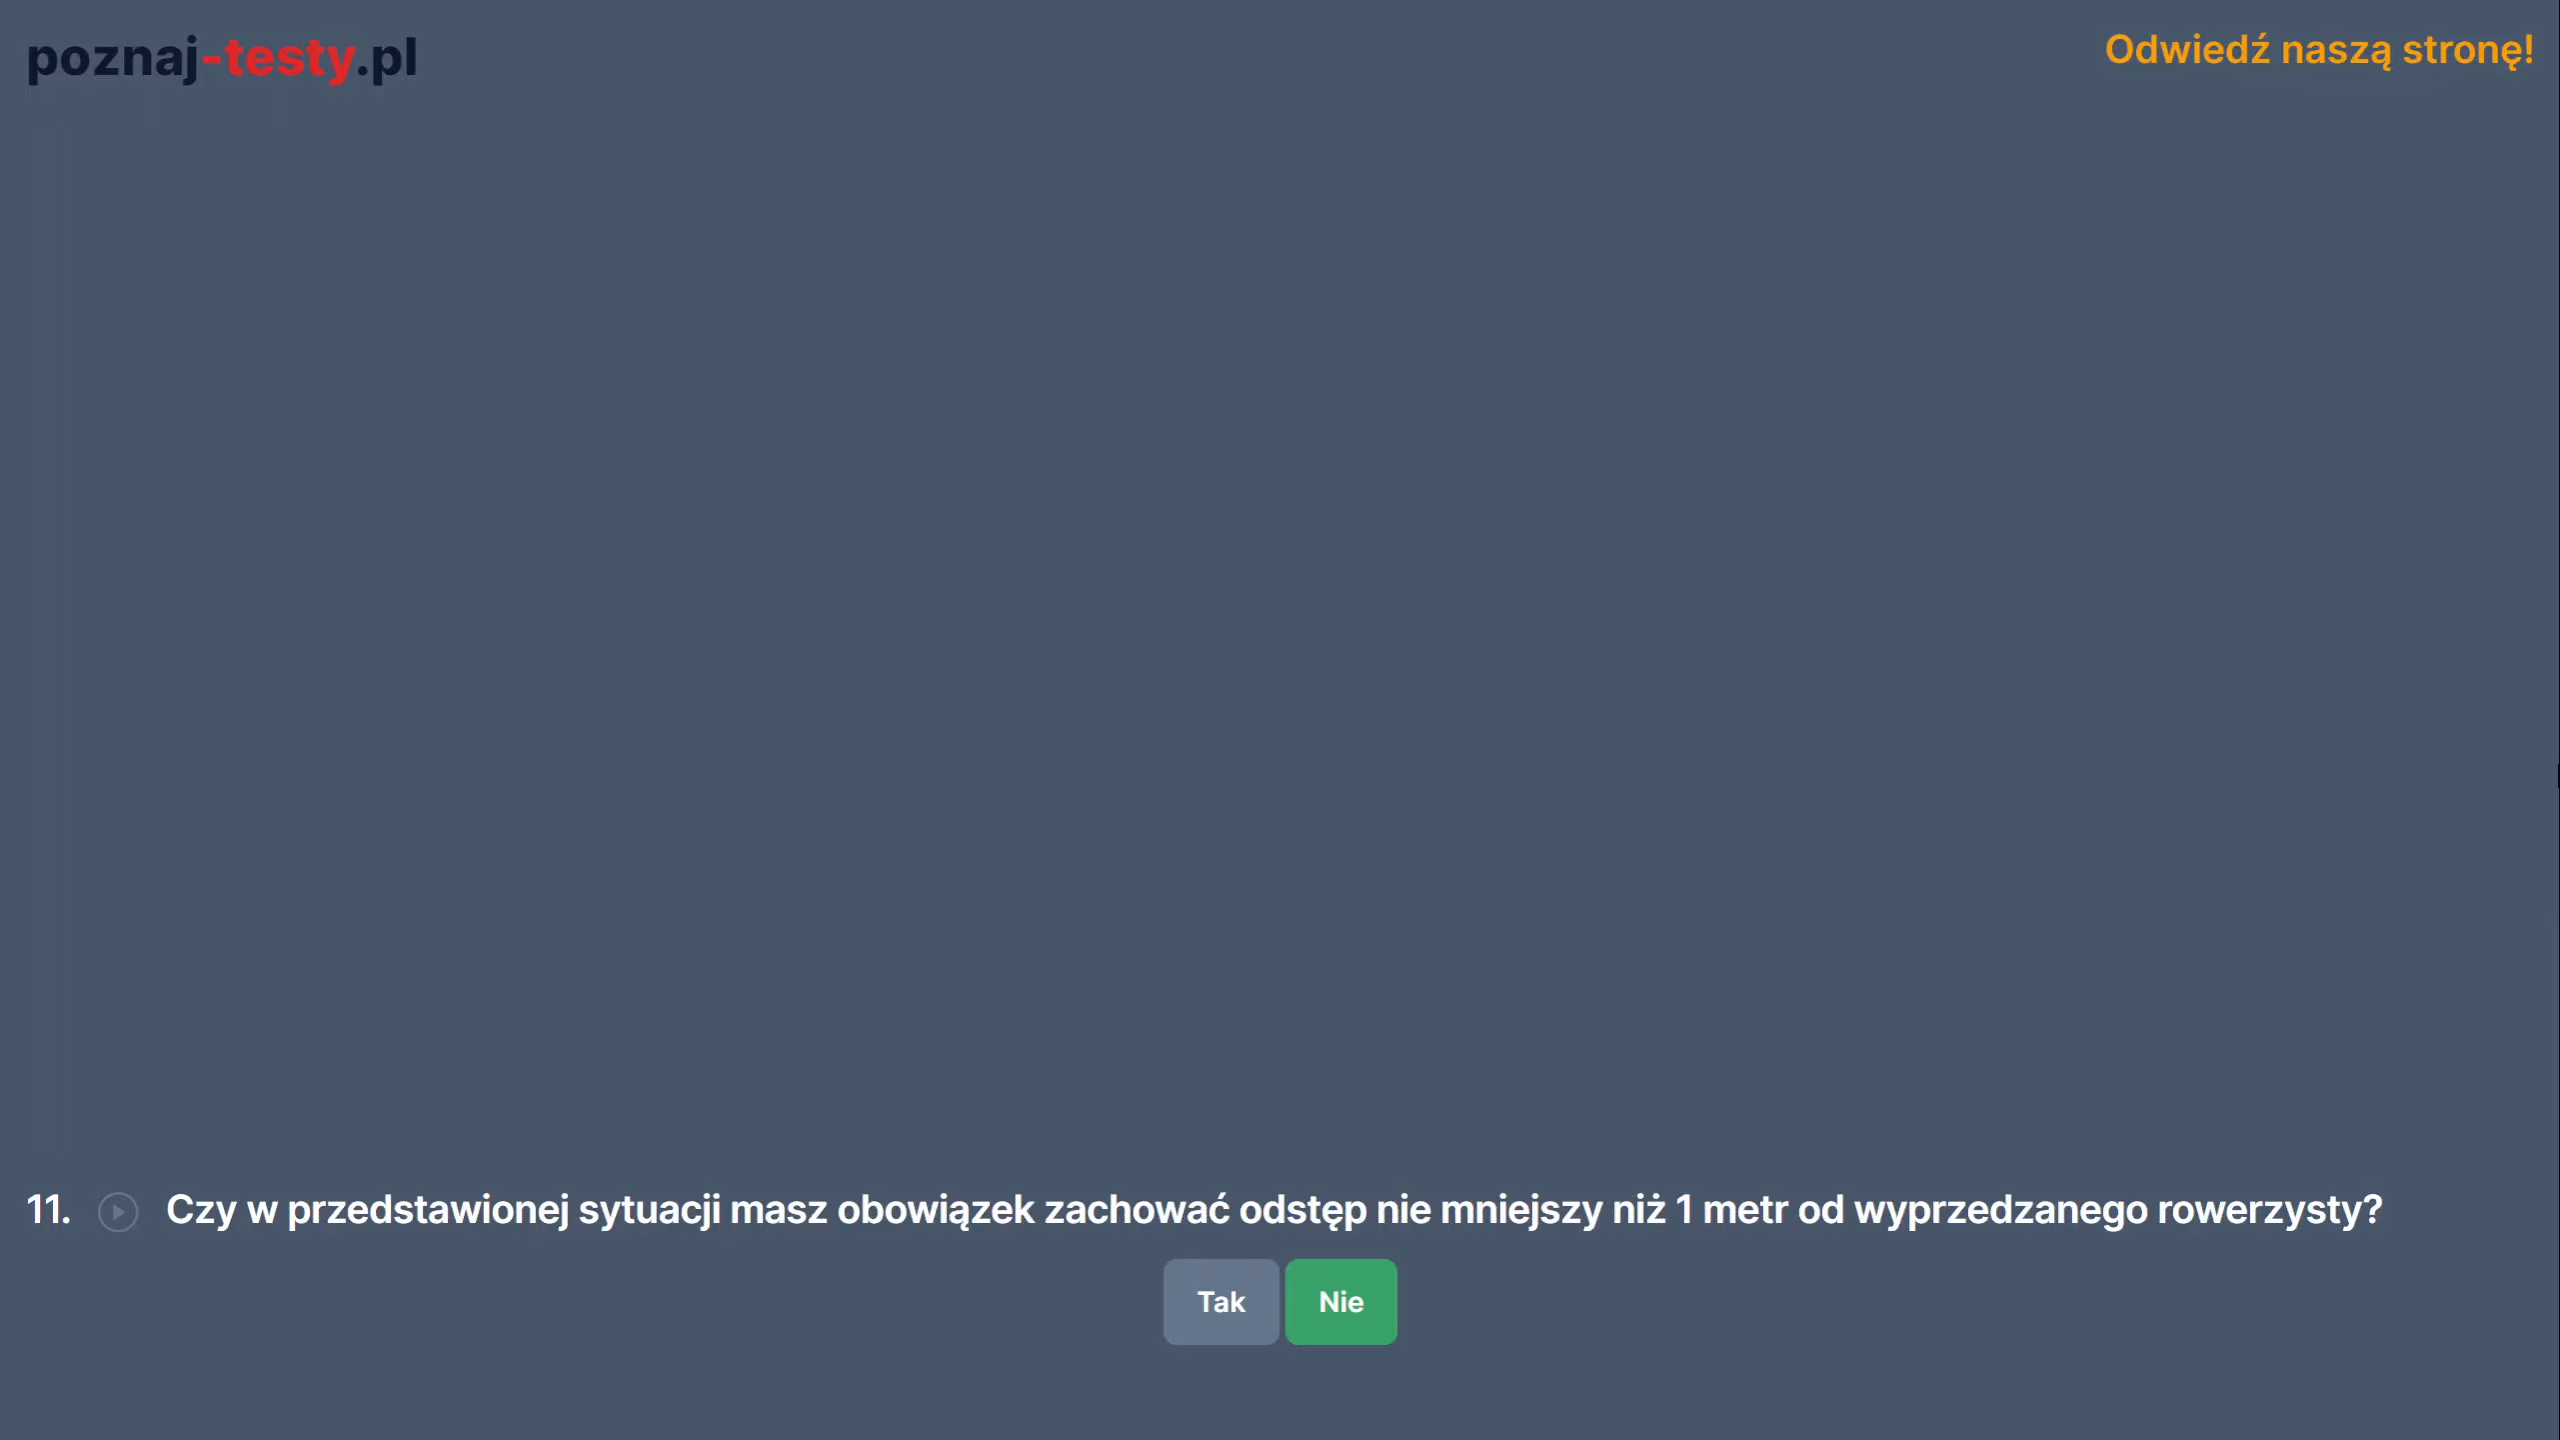 poznaj-testy.pl
Odwiedź naszą stronę!
11. Czy w przedstawionej sytuacji masz obowiązek zachować odstęp nie mniejszy niż 1 metr od wyprzedzanego rowerzysty?
Tak
Nie